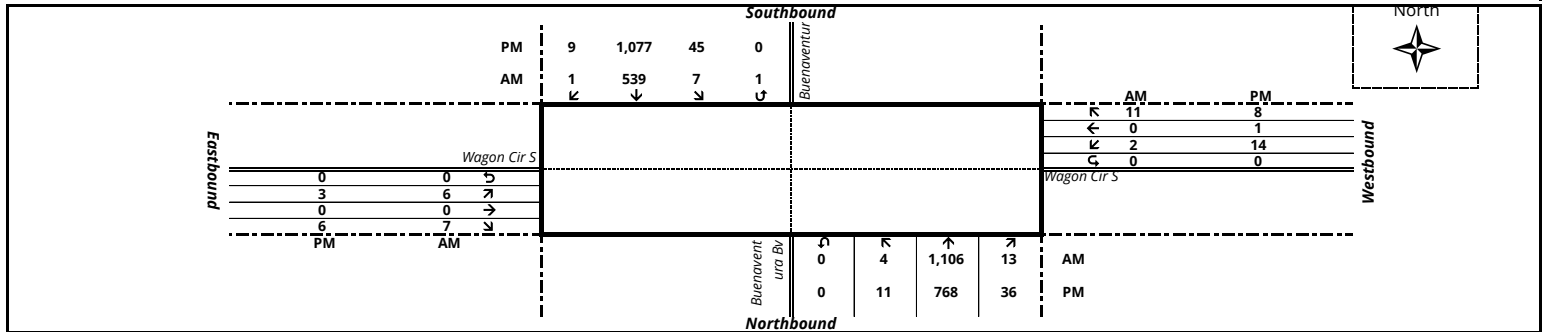 Southbound
North
PM 9 1,077 45 0
AM 1 539 7 1
↙ ↓ ↘ ↺
Buenaventur
AM PM
↖ 11 8
← 0 1
↙ 2 14
0 0
Eastbound
Wagon Cir S
Wagon Cir S
Westbound
0 0
3 6 ↗
0 0 →
6 7 ↘
PM AM
Buenavent
ura Bv
↖ ↑ ↗
0 4 1,106 13 AM
0 11 768 36 PM
Northbound